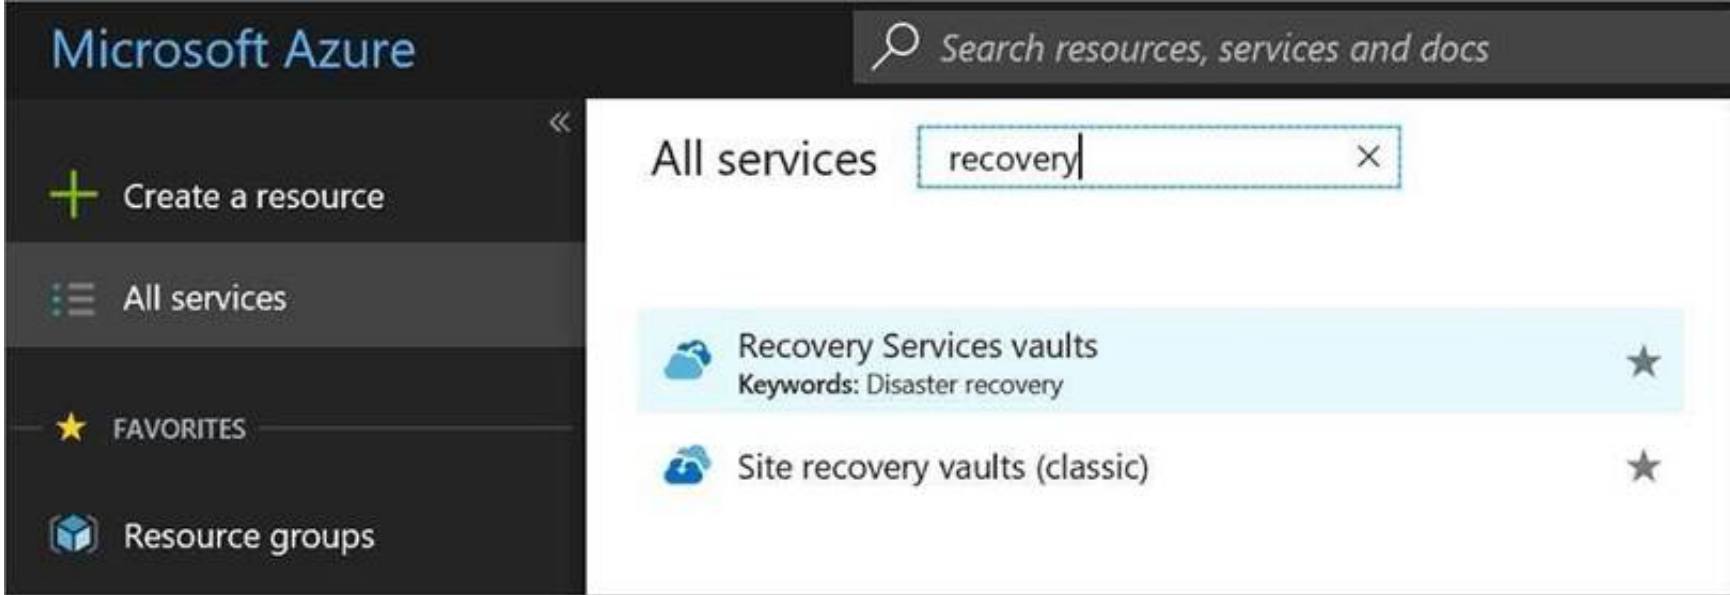 Microsoft Azure
Search resources, services and docs
Create a resource
All services
FAVORITES
Resource groups
All services
recovery
Recovery Services vaults
Keywords: Disaster recovery
Site recovery vaults (classic)